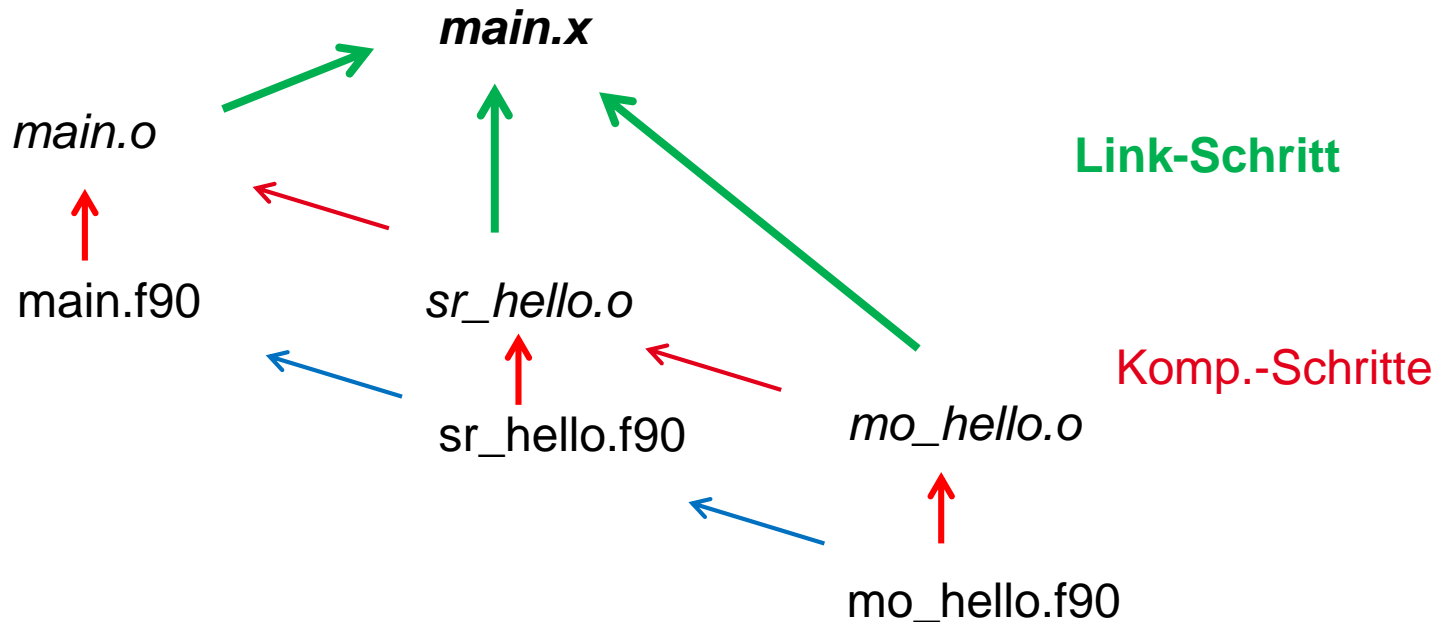 main.x
main.o
Link-Schritt
main.f90
sr_hello.o
Komp.-Schritte
sr_hello.f90
mo_hello.o
mo_hello.f90